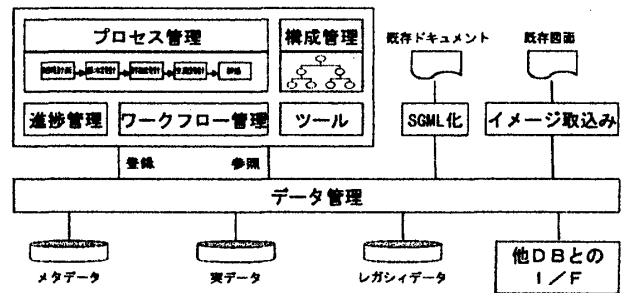 プロセス管理
構成管理
既存ドキュメント
既存図面
進捗管理
ワークフロー管理
ツール
SGML化
イメージ取込み
登録
参照
データ管理
メタデータ
実データ
レガシィデータ
他DBとの
I/F